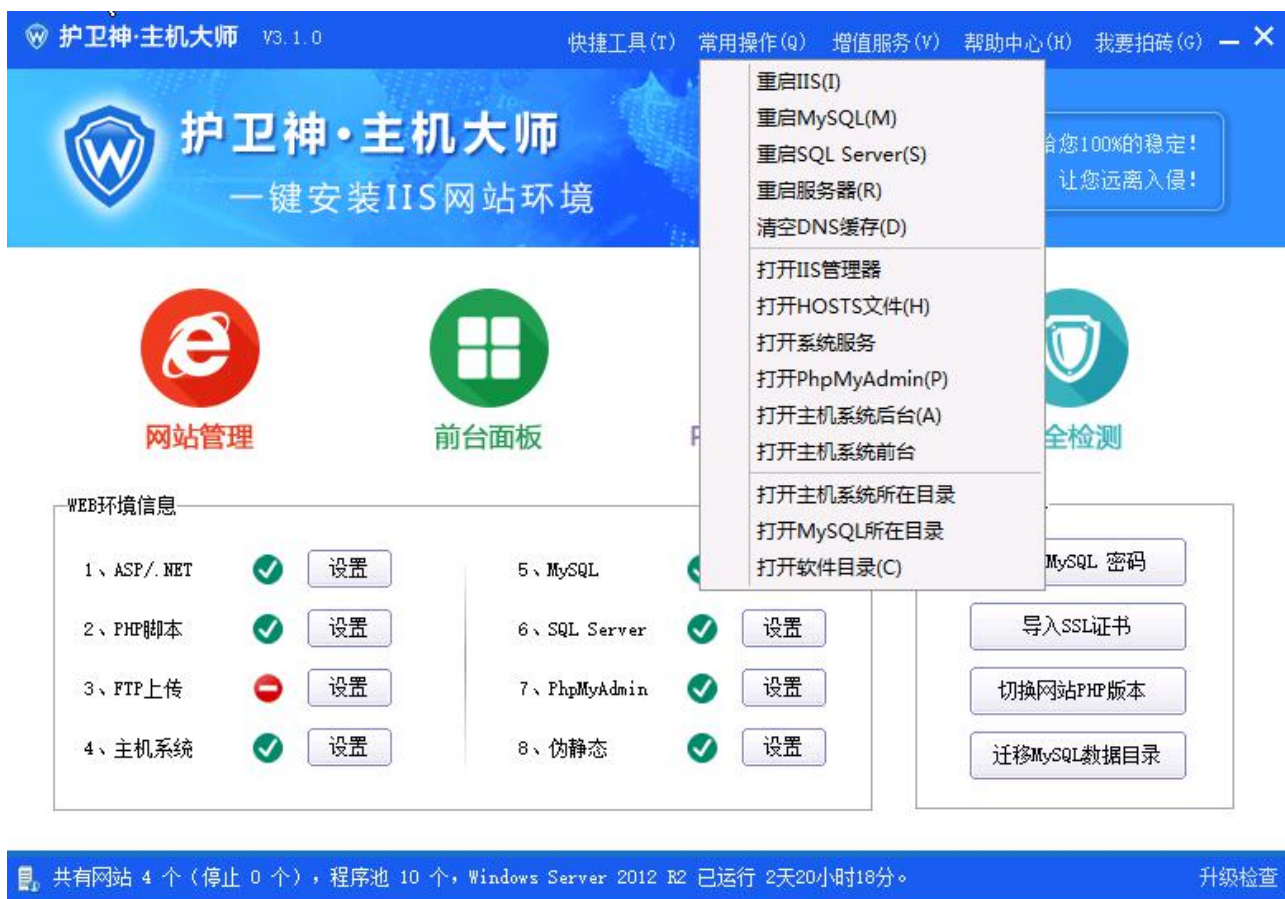 护卫神·主机大师 V3.1.0
快捷工具(T) 常用操作(Q) 增值服务(V) 帮助中心(H) 我要拍砖(G)
护卫神·主机大师
一键安装IIS网站环境
给您100%的稳定!
让您远离入侵!
重启IIS(I)
重启MySQL(M)
重启SQL Server(S)
重启服务器(R)
清空DNS缓存(D)
打开IIS管理器
打开HOSTS文件(H)
打开系统服务
打开PhpMyAdmin(P)
打开主机系统后台(A)
打开主机系统前台
打开主机系统所在目录
打开MySQL所在目录
打开软件目录(C)
网站管理
前台面板
P
全检测
WEB环境信息
1、ASP/.NET 设置
2、PHP脚本 设置
3、FTP上传 设置
4、主机系统 设置
5、MySQL
6、SQL Server 设置
7、PhpMyAdmin 设置
8、伪静态 设置
MySQL 密码
导入SSL证书
切换网站PHP版本
迁移MySQL数据目录
共有网站 4 个（停止 0 个），程序池 10 个，Windows Server 2012 R2 已运行 2天20小时18分。
升级检查